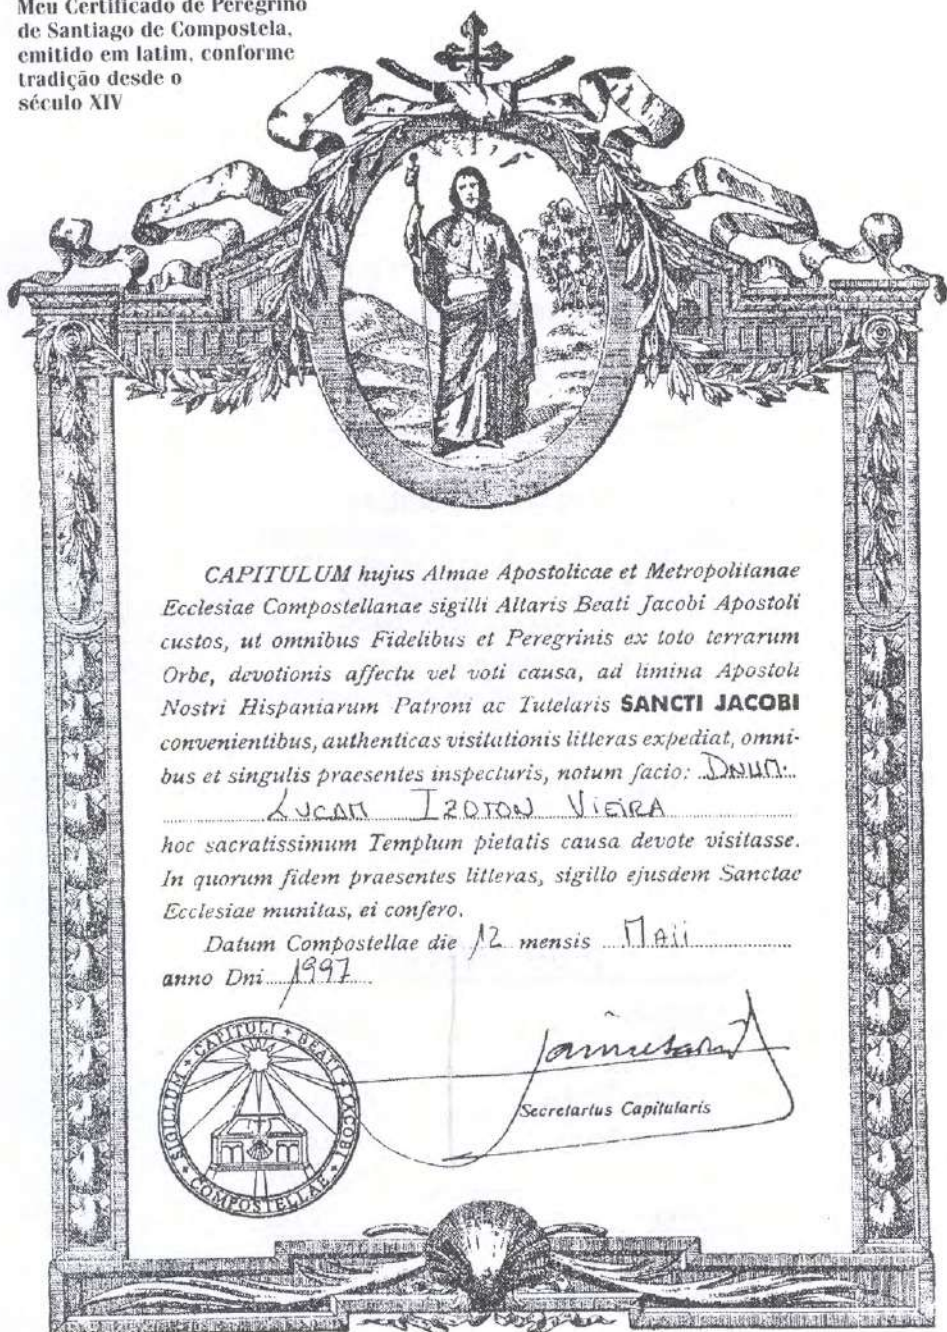 Meu Certificado de Peregrino
de Santiago de Compostela,
emitido em latim, conforme
tradição desde o
século XIV
CAPITULUM hujus Almae Apostolicae et Metropolitanae
Ecclesiae Compostellanae sigilli Altaris Beati Jacobi Apostoli
custos, ut omnibus Fidelibus et Peregrinis ex toto terrarum
Orbe, devotionis affectu vel voti causa, ad limina Apostoli
Nostri Hispaniarum Patroni ac Tutelaris SANCTI JACOBI
convenientibus, authenticas visitationis litteras expediat, omni-
bus et singulis praesentes inspecturis, notum facio: DNUM.
LUCAM IZOTON VIEIRA
hoc sacratissimum Templum pietatis causa devote visitasse.
In quorum fidem praesentes litteras, sigillo ejusdem Sanctae
Ecclesiae munitas, ei confero.
Datum Compostellae die 12 mensis MAii
anno Dni 1997
SIGILLUM + CAPITULI + BEATI + IACOBI + COMPOSTELLAE +
Secretarius Capitularis